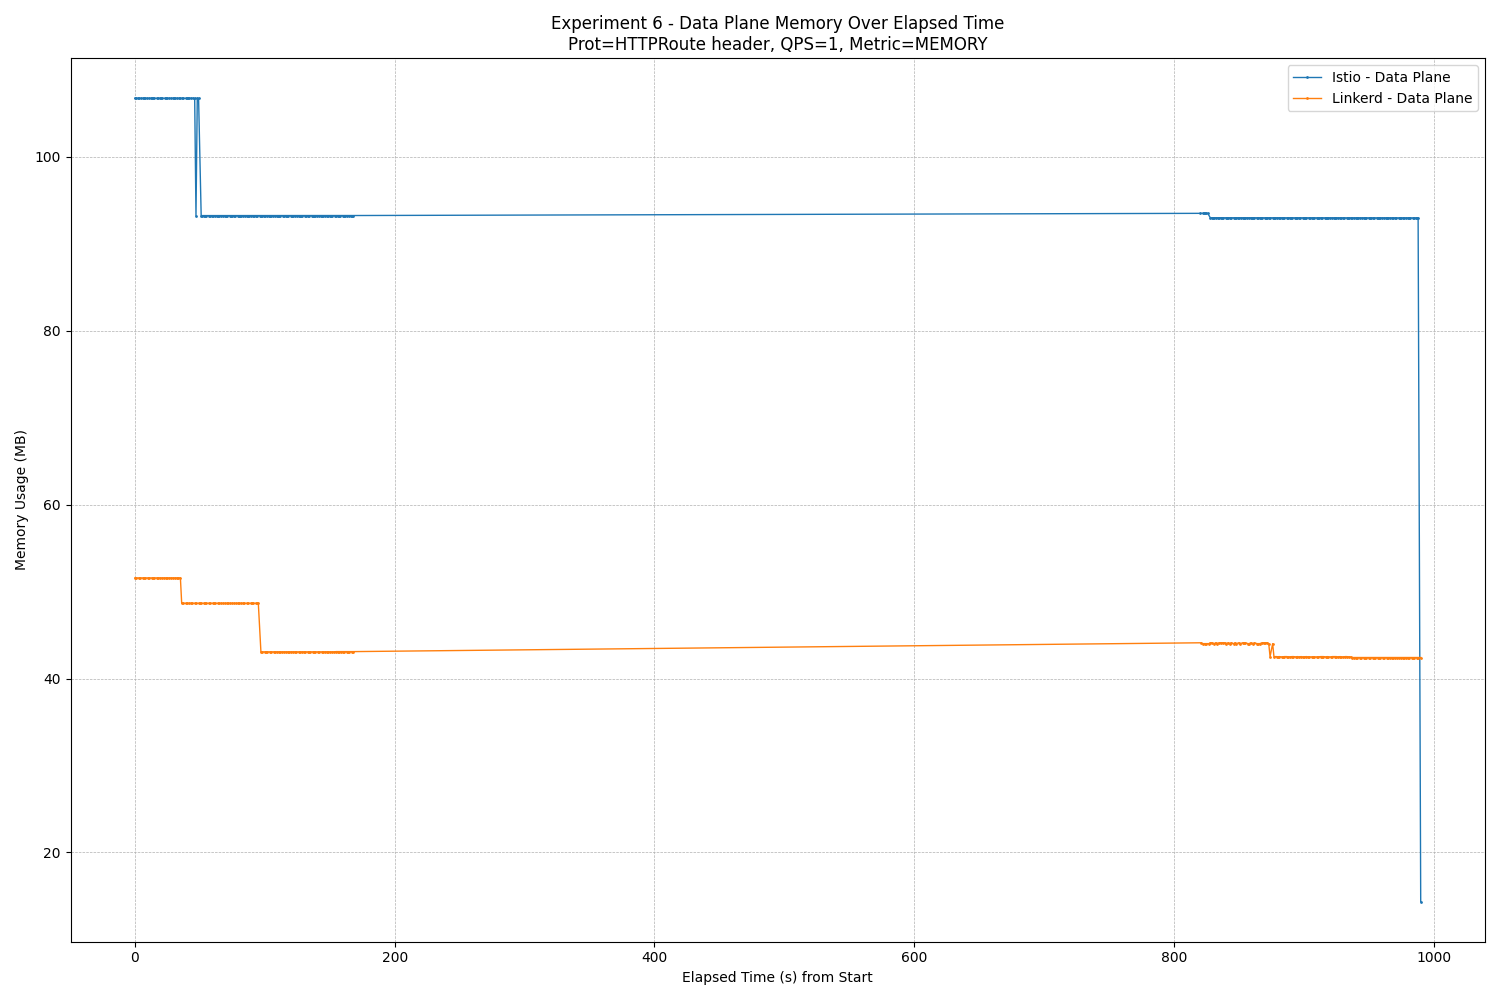 Experiment 6 - Data Plane Memory Over Elapsed Time
Prot=HTTPRoute header, QPS=1, Metric=MEMORY
Istio - Data Plane
Linkerd - Data Plane
Memory Usage (MB)
100
80
60
40
20
0
200
400
600
800
1000
Elapsed Time (s) from Start